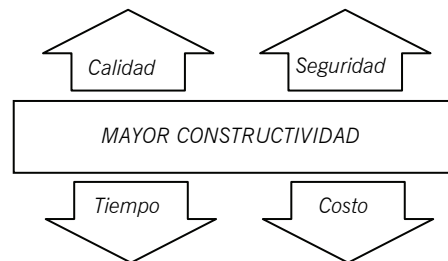 Calidad
Seguridad
MAYOR CONSTRUCTIVIDAD
Tiempo
Costo